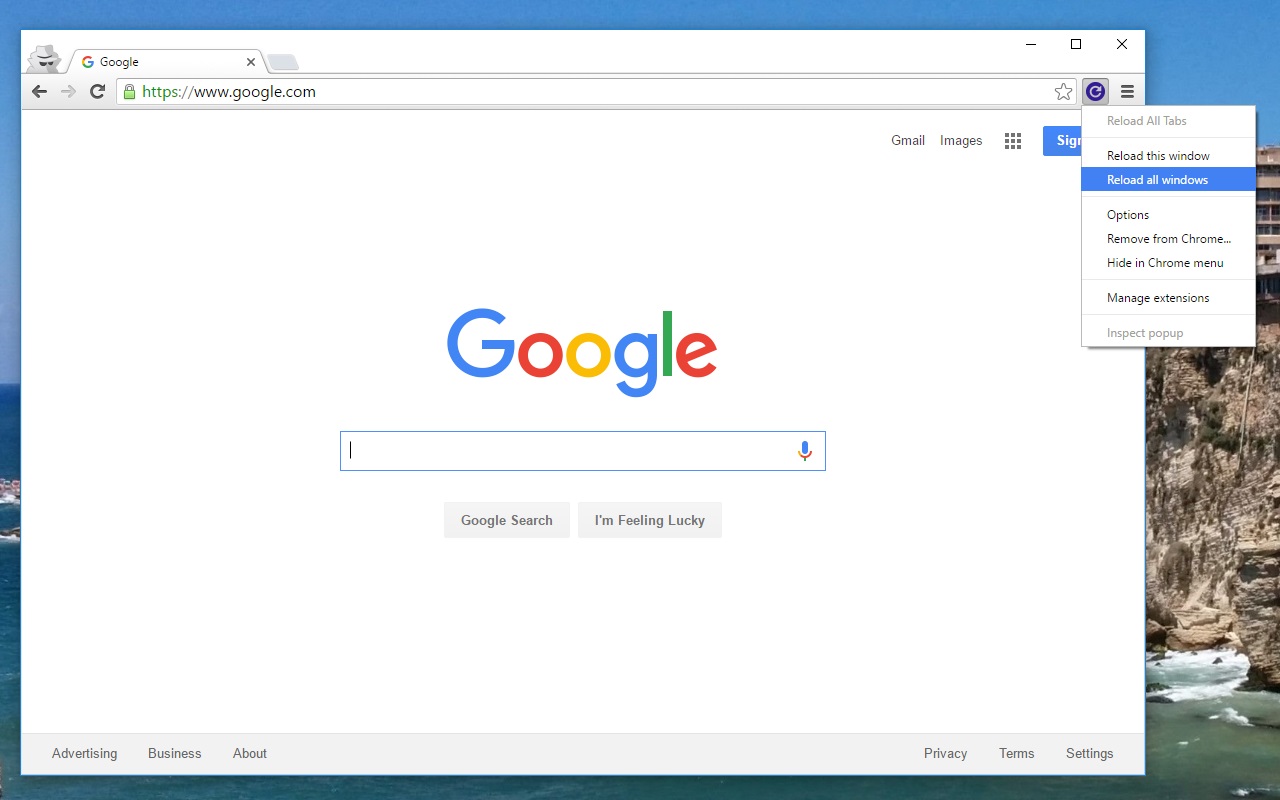 Google
https://www.google.com
Reload All Tabs
Reload this window
Reload all windows
Options
Remove from Chrome...
Hide in Chrome menu
Manage extensions
Inspect popup
Gmail Images
Google
Google Search I'm Feeling Lucky
Advertising Business About Privacy Terms Settings